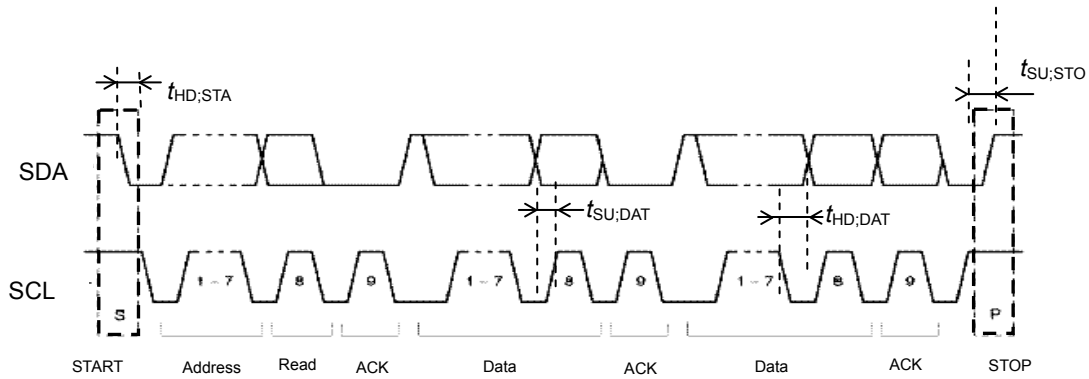 tSU;STO
tHD;STA
SDA
tSU;DAT
tHD;DAT
SCL
1 – 7 8 9 1 – 7 8 9 1 – 7 8 9
S P
START Address Read ACK Data ACK Data ACK STOP